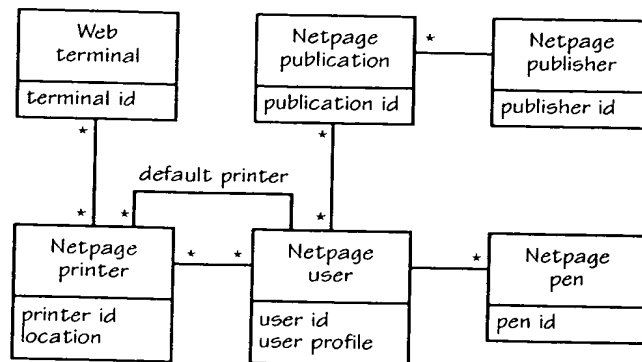 Web
terminal
terminal id
Netpage
publication
publication id
*
Netpage
publisher
publisher id
*
*
default printer
*
*
*
Netpage
printer
printer id
location
*
*
Netpage
user
user id
user profile
*
Netpage
pen
pen id